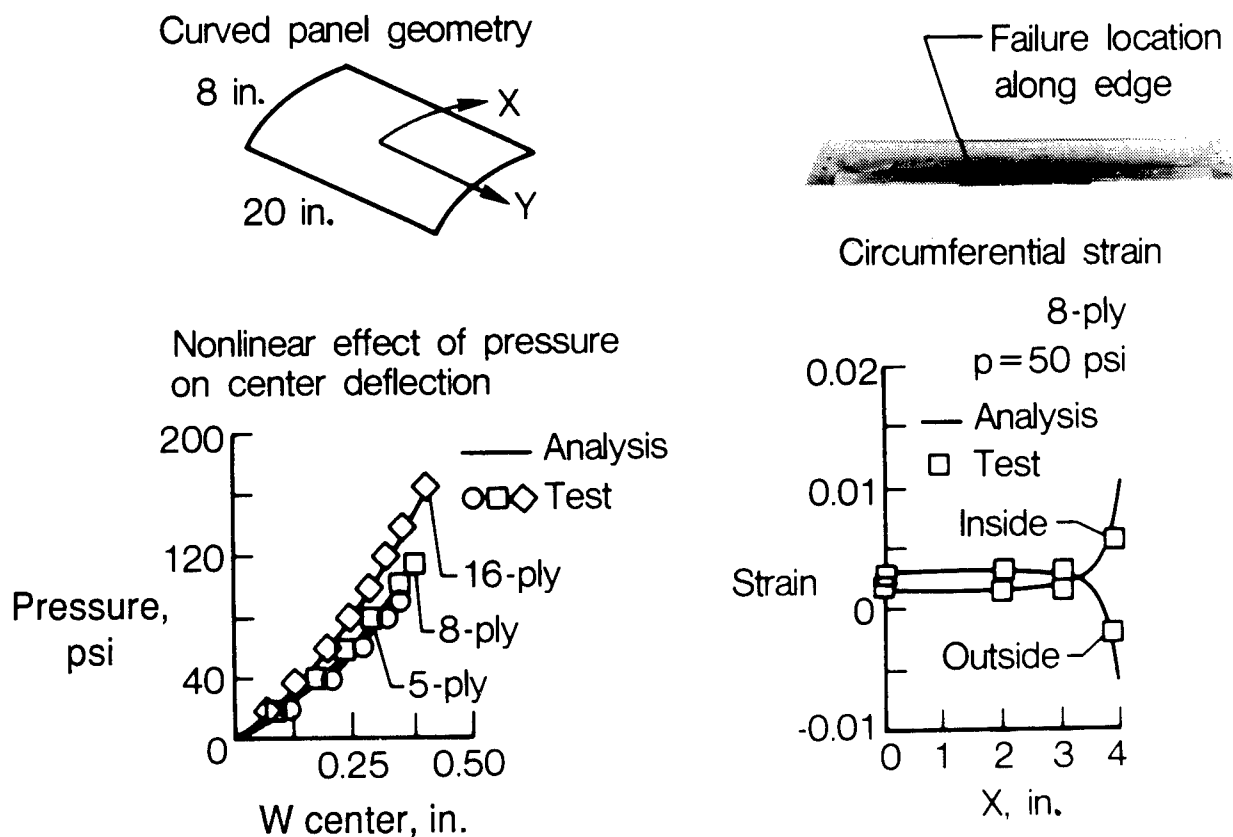 Curved panel geometry
8 in.
X
Y
20 in.
Failure location
along edge
Nonlinear effect of pressure
on center deflection
200
120
40
0
0.25
0.50
Pressure,
psi
W center, in.
Analysis
Test
16-ply
8-ply
5-ply
Circumferential strain
8-ply
p=50 psi
0.02
0.01
0
-0.01
Strain
Analysis
Test
Inside
Outside
0
1
2
3
4
X, in.